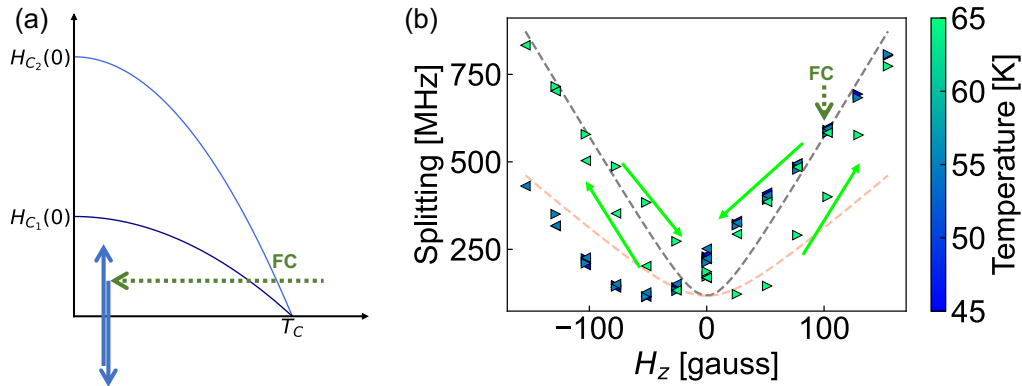 (a)
H_{C_2}(0)
H_{C_1}(0)
FC
T_C
(b)
Splitting [MHz]
750
500
250
FC
−100
0
100
H_z [gauss]
65
60
55
50
45
Temperature [K]